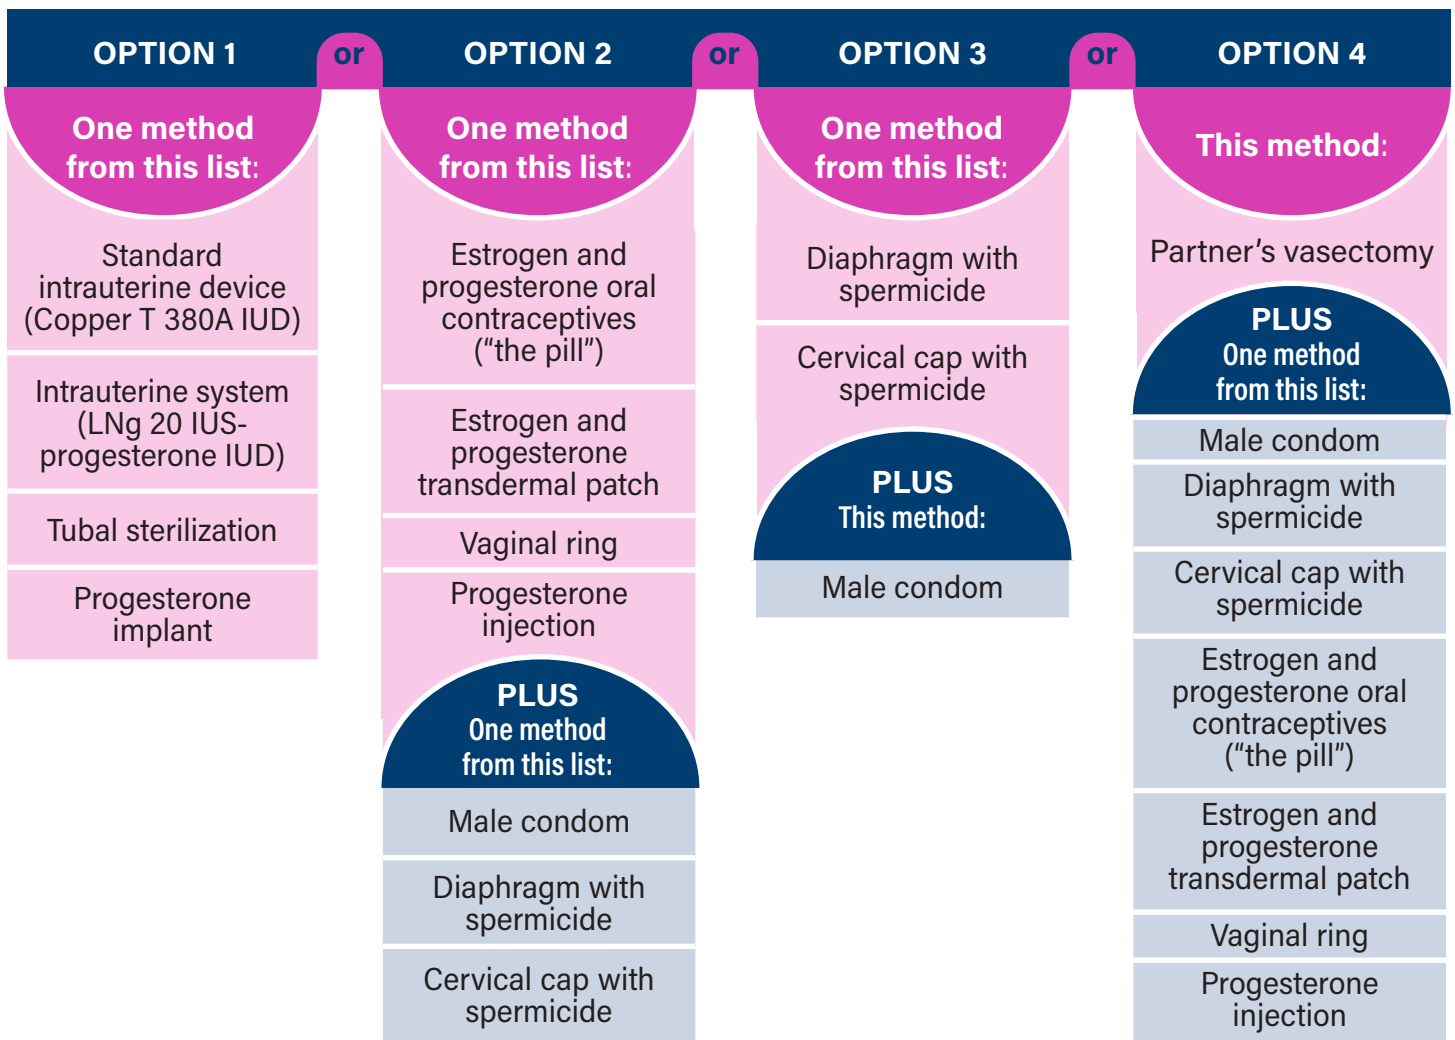 OPTION 1
or
OPTION 2
or
OPTION 3
or
OPTION 4
One method
from this list:
Standard
intrauterine device
(Copper T 380A IUD)
Intrauterine system
(LNg 20 IUS-
progesterone IUD)
Tubal sterilization
Progesterone
implant
One method
from this list:
Estrogen and
progesterone oral
contraceptives
(“the pill”)
Estrogen and
progesterone
transdermal patch
Vaginal ring
Progesterone
injection
PLUS
One method
from this list:
Male condom
Diaphragm with
spermicide
Cervical cap with
spermicide
One method
from this list:
Diaphragm with
spermicide
Cervical cap with
spermicide
PLUS
This method:
Male condom
This method:
Partner’s vasectomy
PLUS
One method
from this list:
Male condom
Diaphragm with
spermicide
Cervical cap with
spermicide
Estrogen and
progesterone oral
contraceptives
(“the pill”)
Estrogen and
progesterone
transdermal patch
Vaginal ring
Progesterone
injection